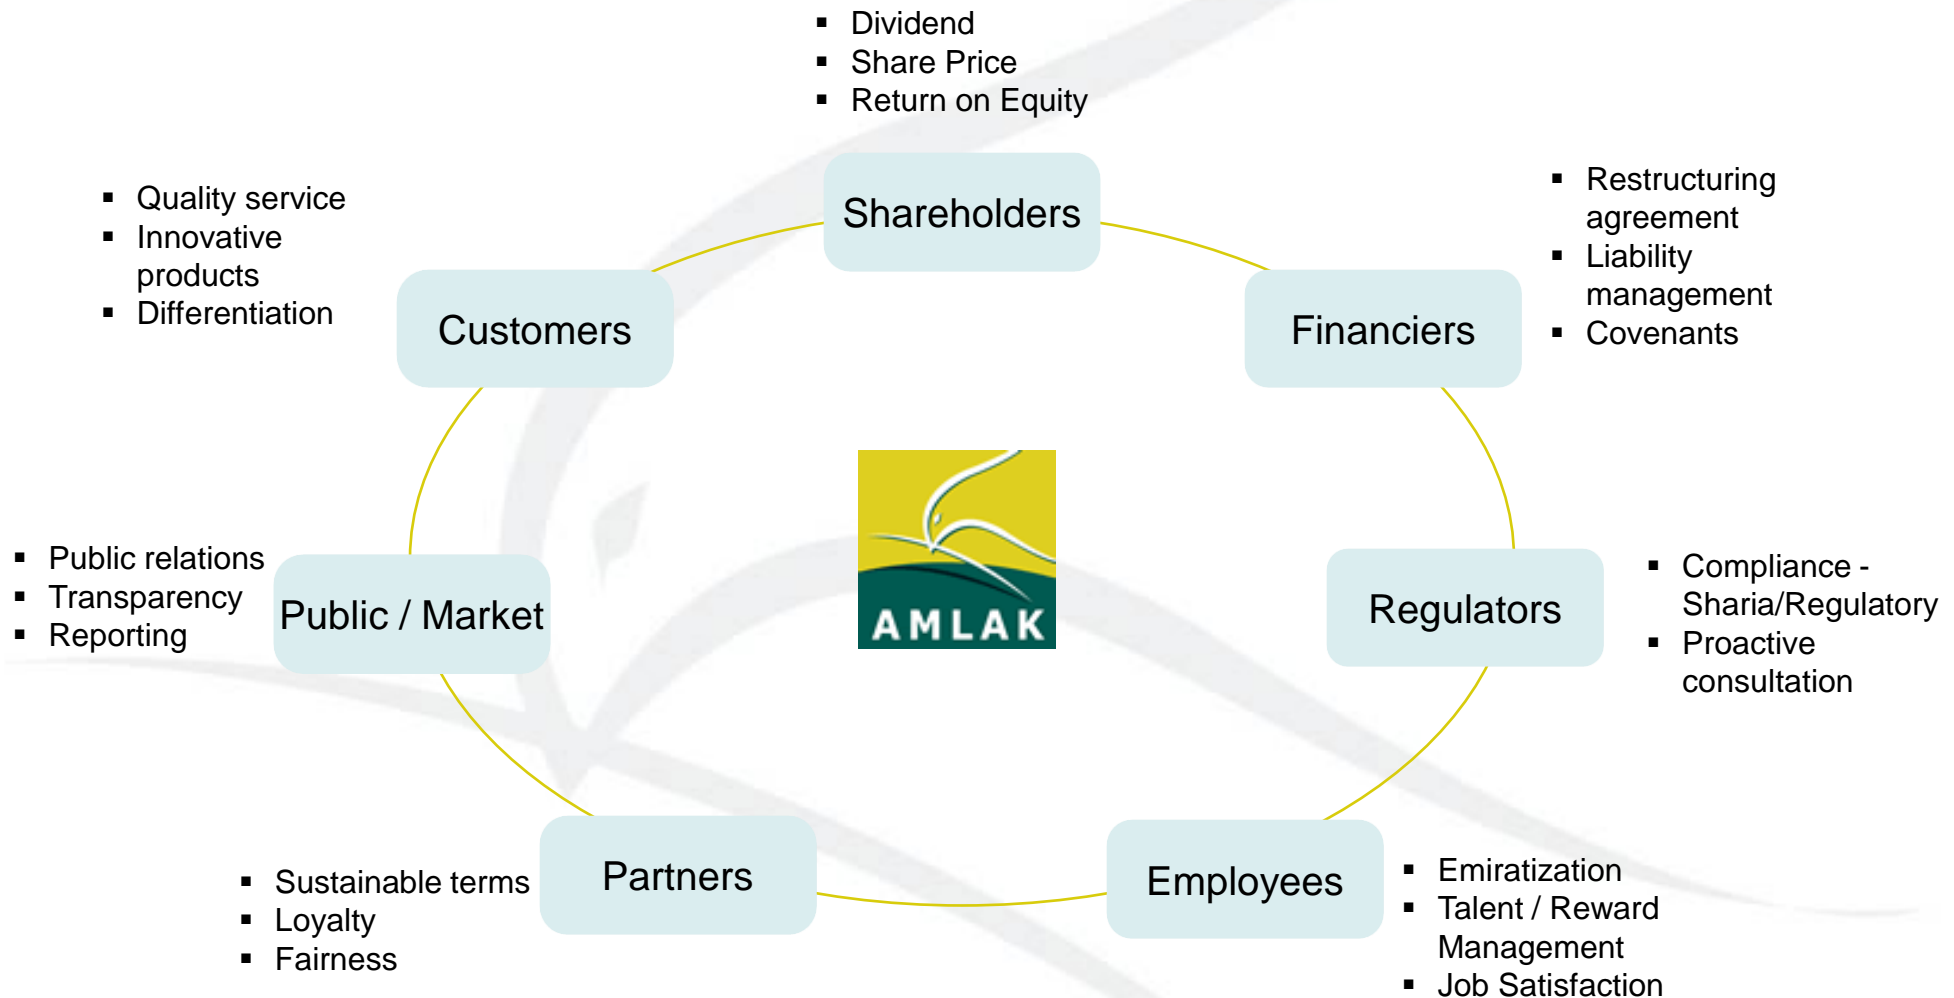 ▪ Dividend
▪ Share Price
▪ Return on Equity
Shareholders
▪ Restructuring
agreement
▪ Liability
management
▪ Covenants
Financiers
▪ Compliance -
Sharia/Regulatory
▪ Proactive
consultation
Regulators
▪ Emiratization
▪ Talent / Reward
Management
▪ Job Satisfaction
Employees
▪ Sustainable terms
▪ Loyalty
▪ Fairness
Partners
▪ Public relations
▪ Transparency
▪ Reporting
Public / Market
▪ Quality service
▪ Innovative
products
▪ Differentiation
Customers
AMLAK